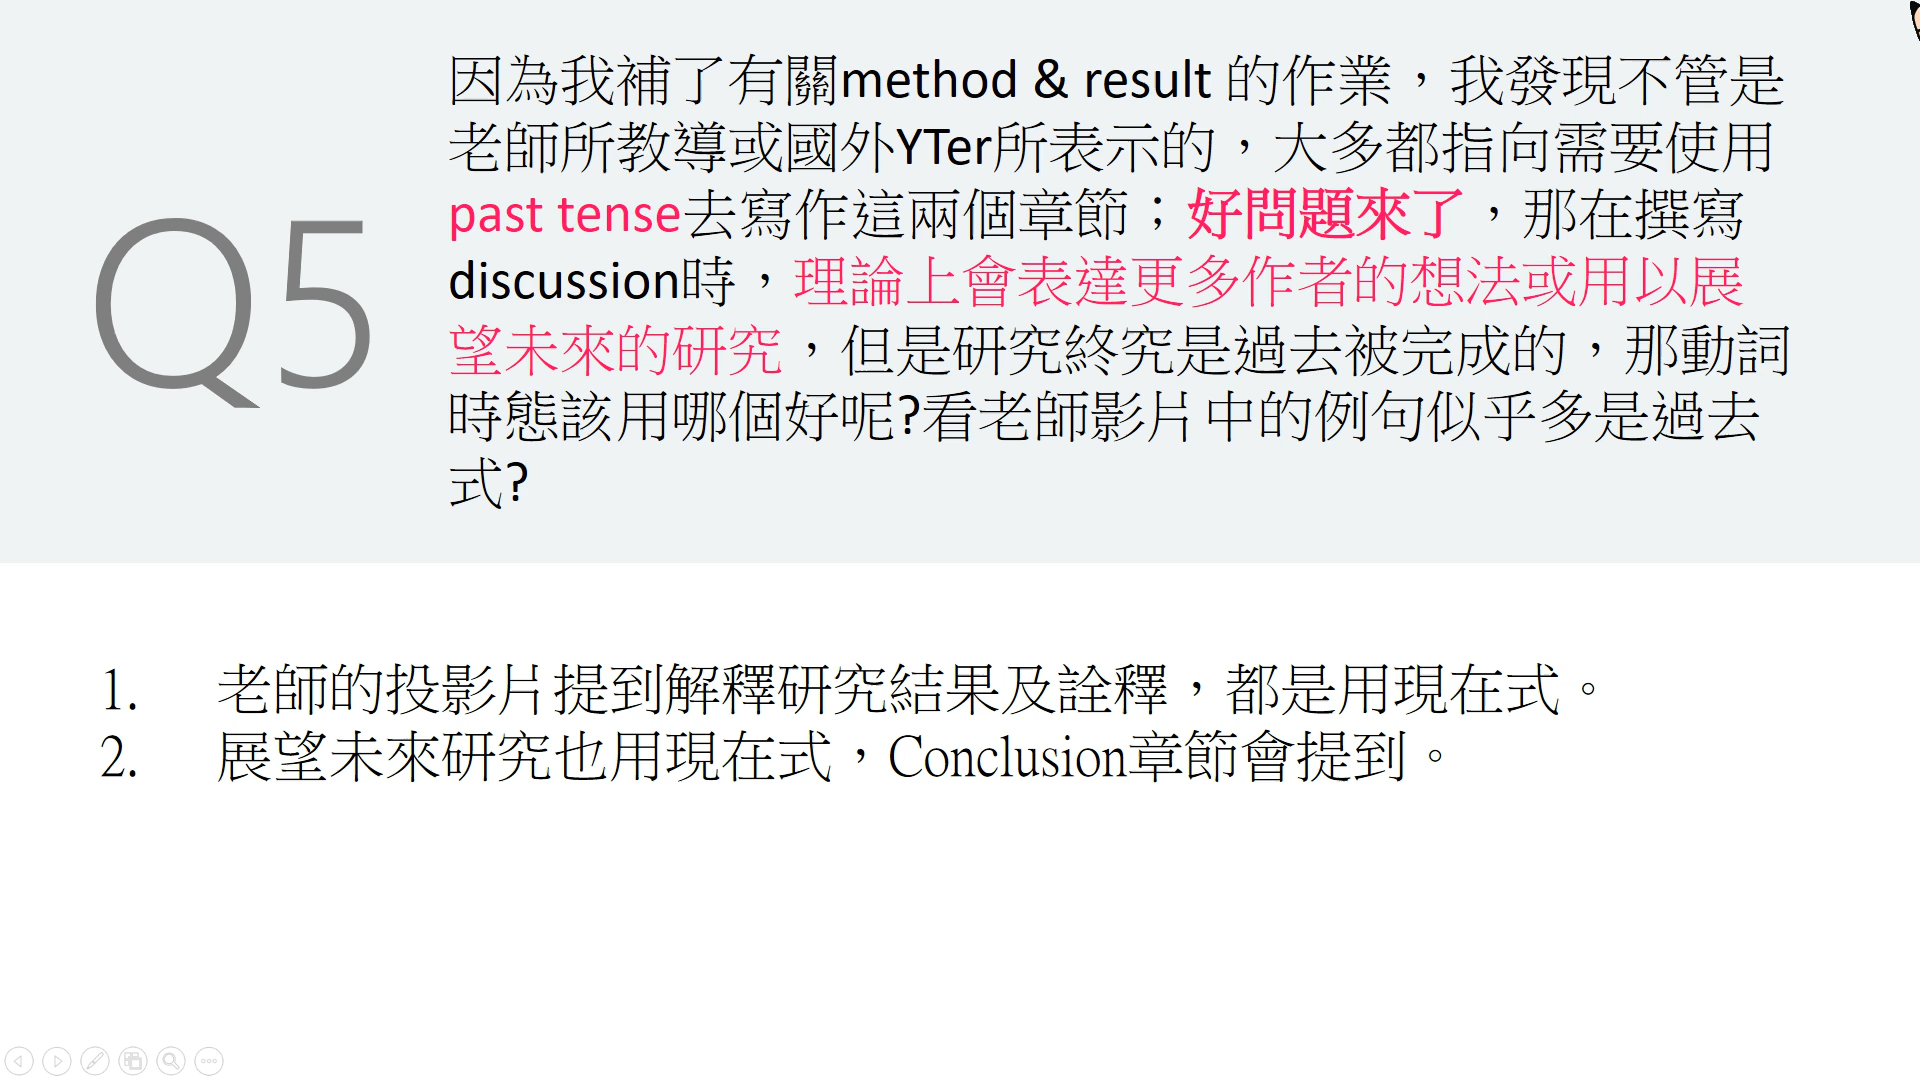 Q5
因為我補了有關method & result 的作業，我發現不管是
老師所教導或國外YTer所表示的，大多都指向需要使用
past tense去寫作這兩個章節；好問題來了，那在撰寫
discussion時，理論上會表達更多作者的想法或用以展
望未來的研究，但是研究終究是過去被完成的，那動詞
時態該用哪個好呢?看老師影片中的例句似乎多是過去
式?
1. 老師的投影片提到解釋研究結果及詮釋，都是用現在式。
2. 展望未來研究也用現在式，Conclusion章節會提到。